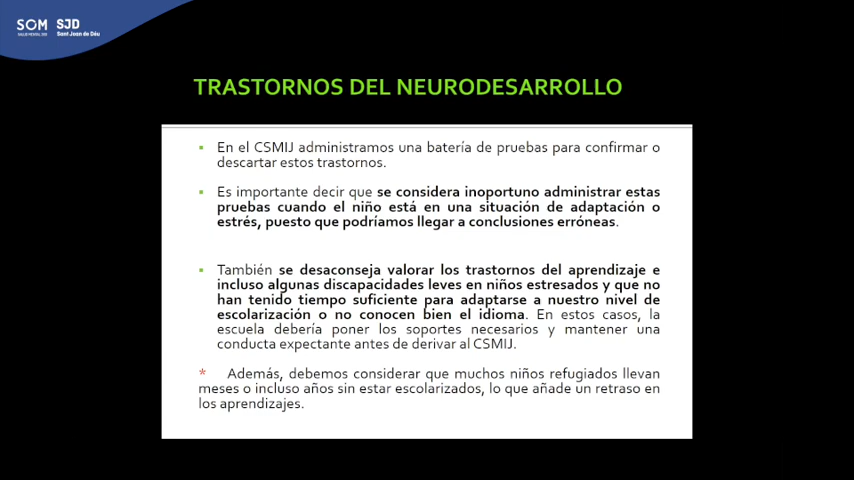 SOM
SALUD MENTAL 360
SJD
Sant Joan de Déu
TRASTORNOS DEL NEURODESARROLLO
▪ En el CSMIJ administramos una batería de pruebas para confirmar o
descartar estos trastornos.
▪ Es importante decir que se considera inoportuno administrar estas
pruebas cuando el niño está en una situación de adaptación o
estrés, puesto que podríamos llegar a conclusiones erróneas.
▪ También se desaconseja valorar los trastornos del aprendizaje e
incluso algunas discapacidades leves en niños estresados y que no
han tenido tiempo suficiente para adaptarse a nuestro nivel de
escolarización o no conocen bien el idioma. En estos casos, la
escuela debería poner los soportes necesarios y mantener una
conducta expectante antes de derivar al CSMIJ.
* Además, debemos considerar que muchos niños refugiados llevan
meses o incluso años sin estar escolarizados, lo que añade un retraso en
los aprendizajes.